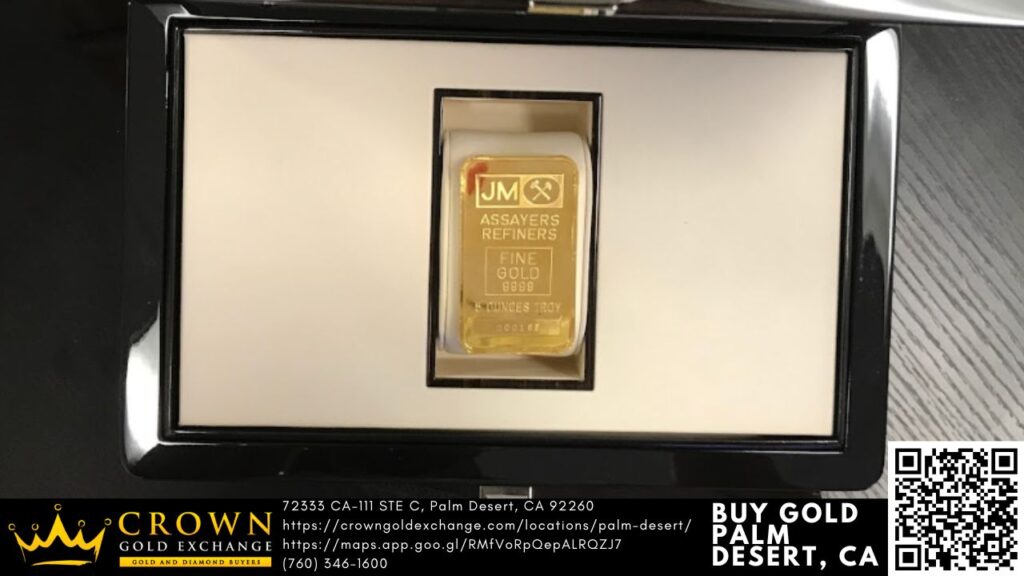 JM
ASSAYERS
REFINERS
FINE
GOLD
9999
5 OUNCES TROY
CROWN
GOLD EXCHANGE
GOLD AND DIAMOND BUYERS
72333 CA-111 STE C, Palm Desert, CA 92260
https://crowngoldexchange.com/locations/palm-desert/
https://maps.app.goo.gl/RMfVoRpQepALRQZJ7
(760) 346-1600
BUY GOLD
PALM
DESERT, CA